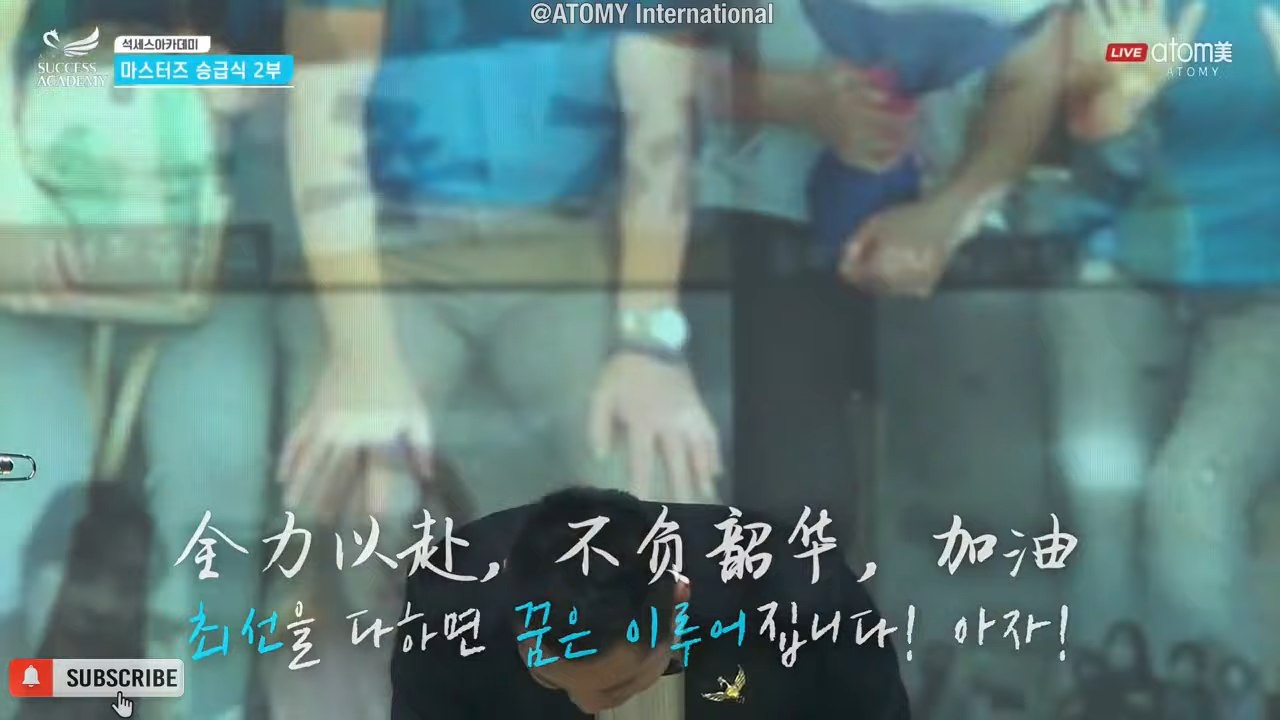 @ATOMY International
SUCCESS
ACADEMY
석세스아카데미
마스터즈 승급식 2부
LIVE atom美
ATOMY
全力以赴,不负韶华,加油
최선을 다하면 꿈은 이루어집니다! 아자!
SUBSCRIBE